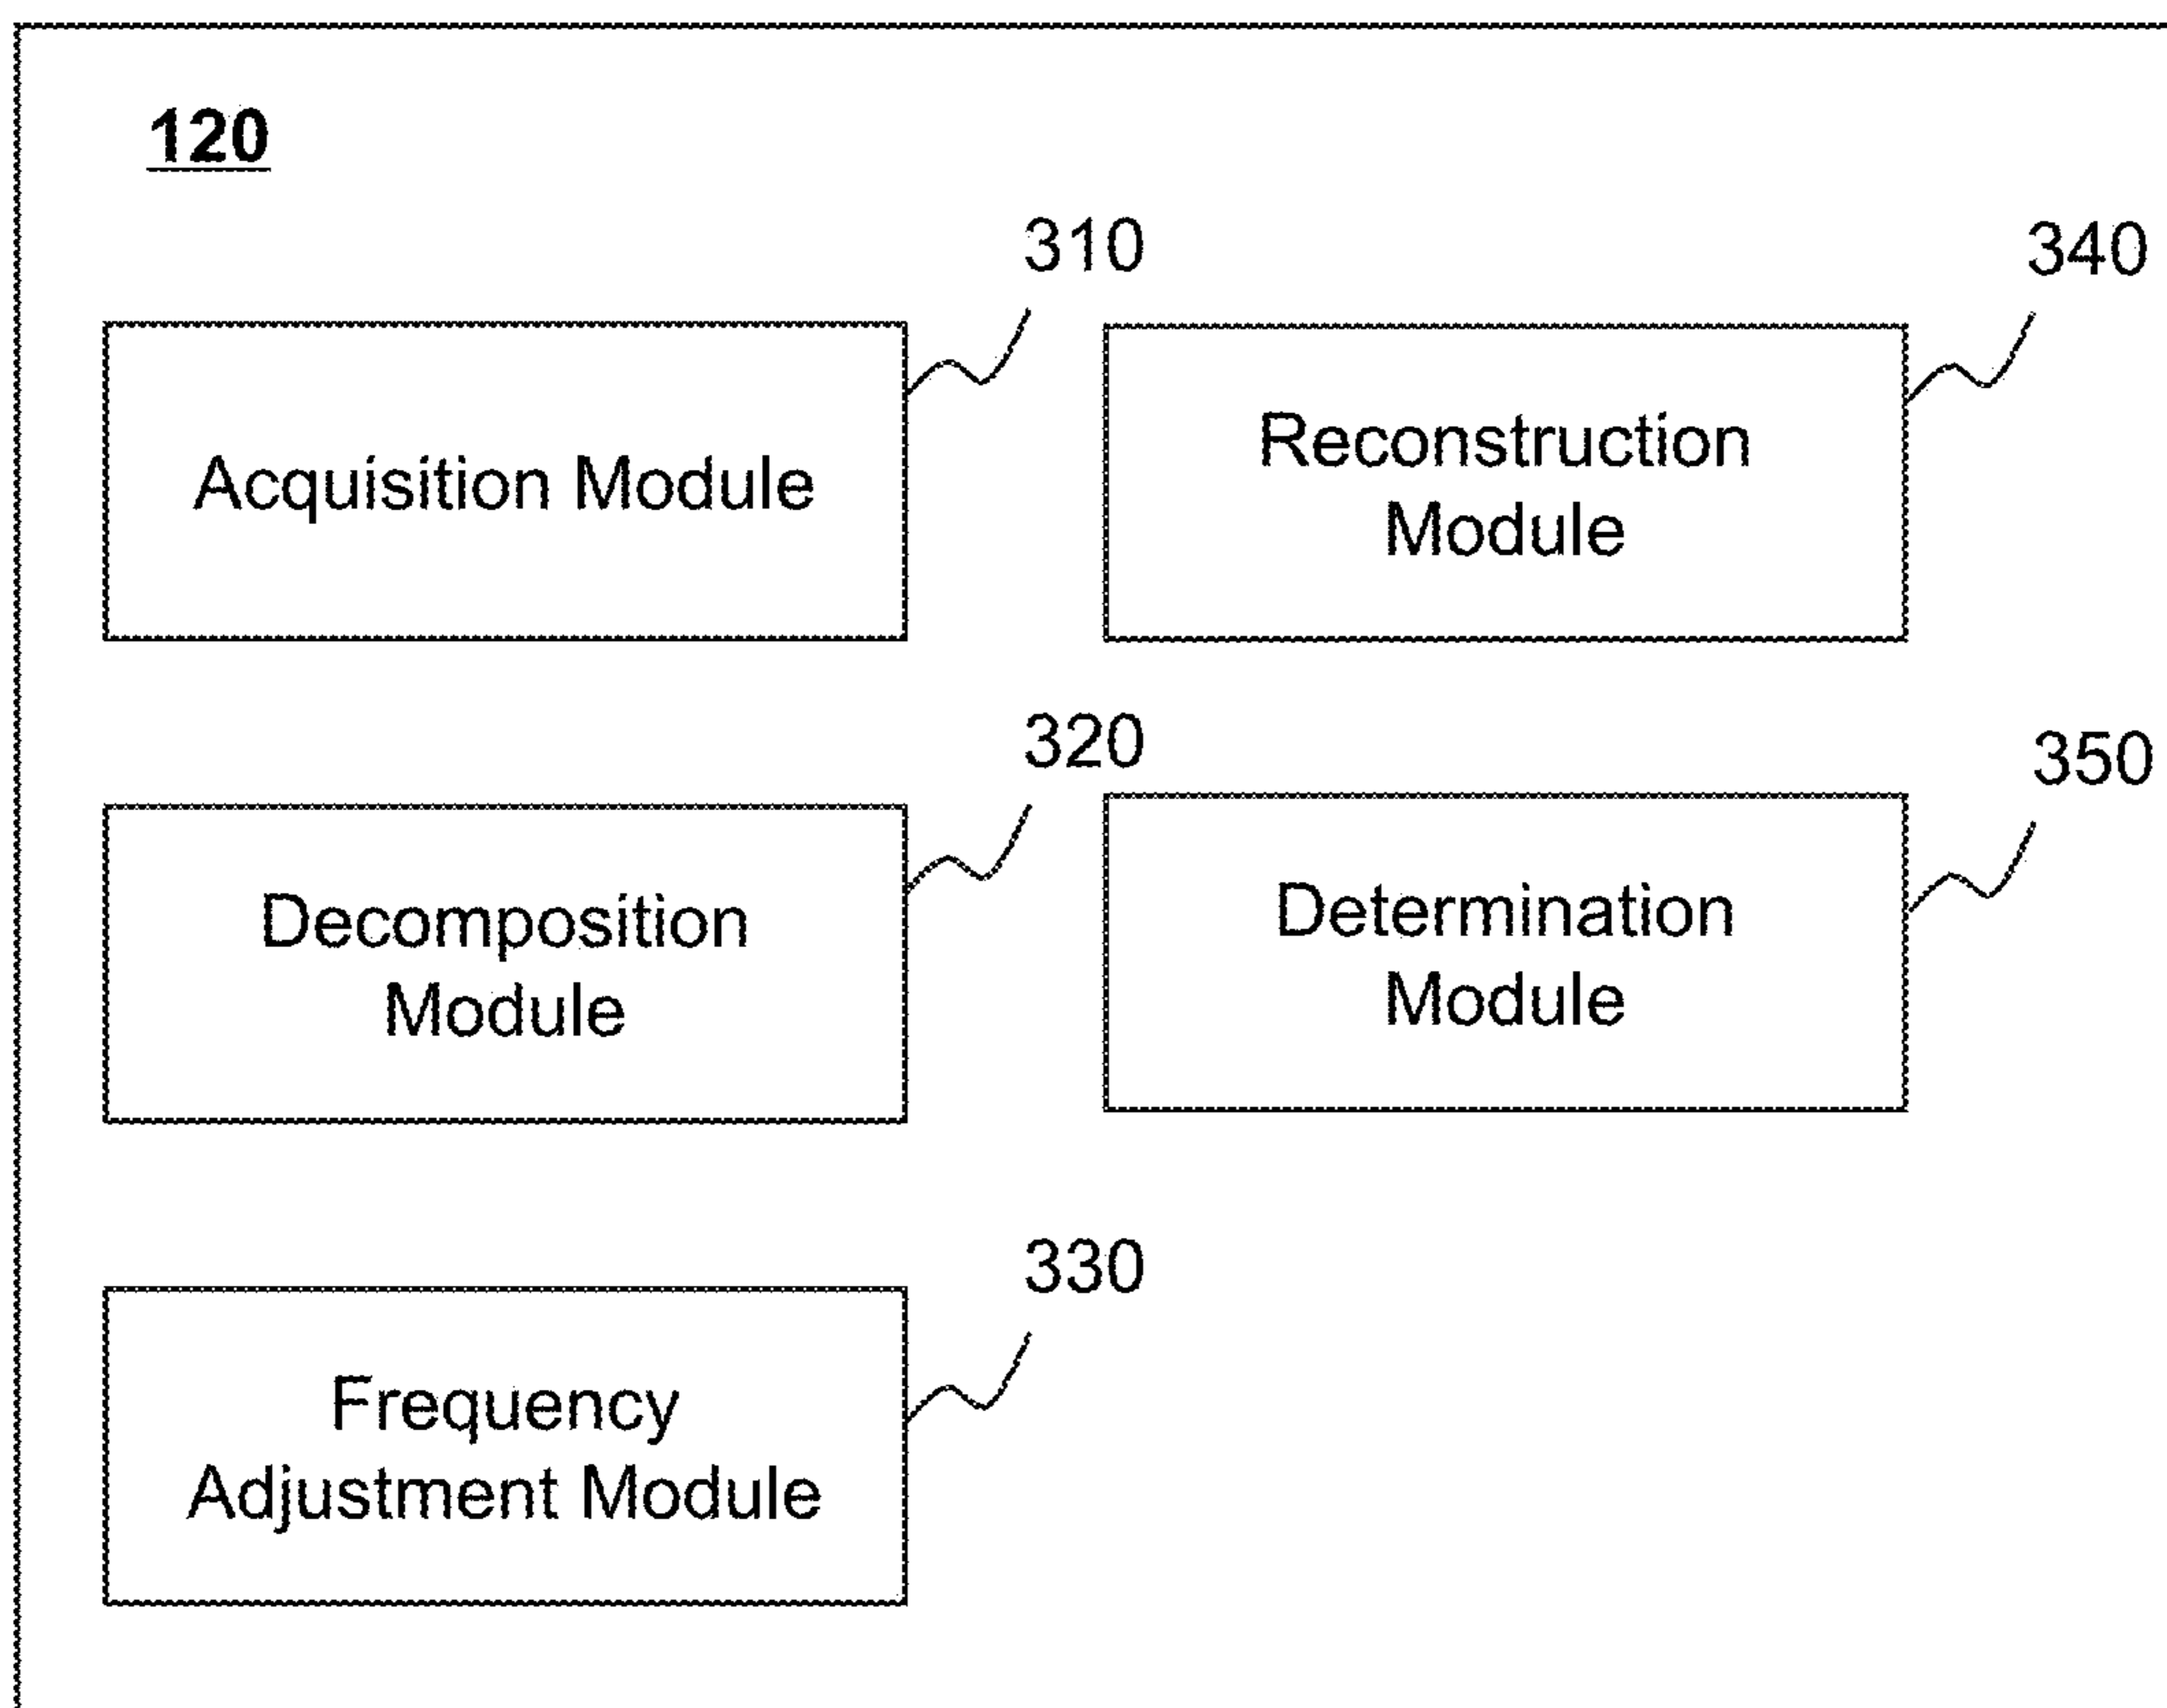 120
310
Acquisition Module
340
Reconstruction
Module
320
Decomposition
Module
350
Determination
Module
330
Frequency
Adjustment Module